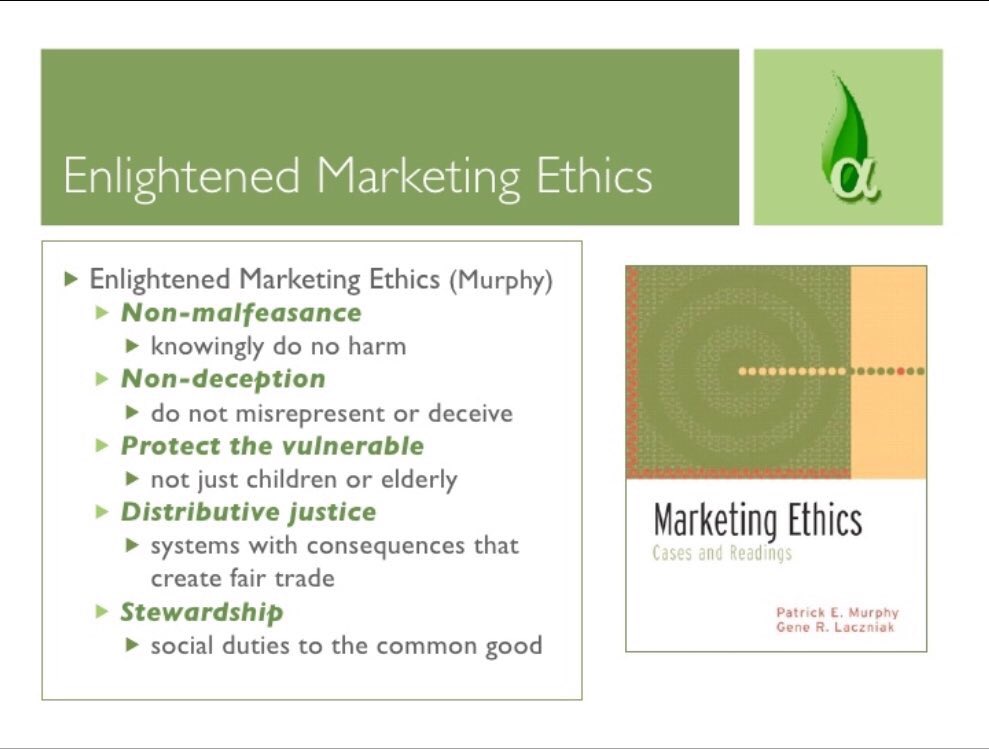 Enlightened Marketing Ethics
α
Enlightened Marketing Ethics (Murphy)
Non-malfeasance
knowingly do no harm
Non-deception
do not misrepresent or deceive
Protect the vulnerable
not just children or elderly
Distributive justice
systems with consequences that
create fair trade
Stewardship
social duties to the common good
Marketing Ethics
Cases and Readings
Patrick E. Murphy
Gene R. Laczniak